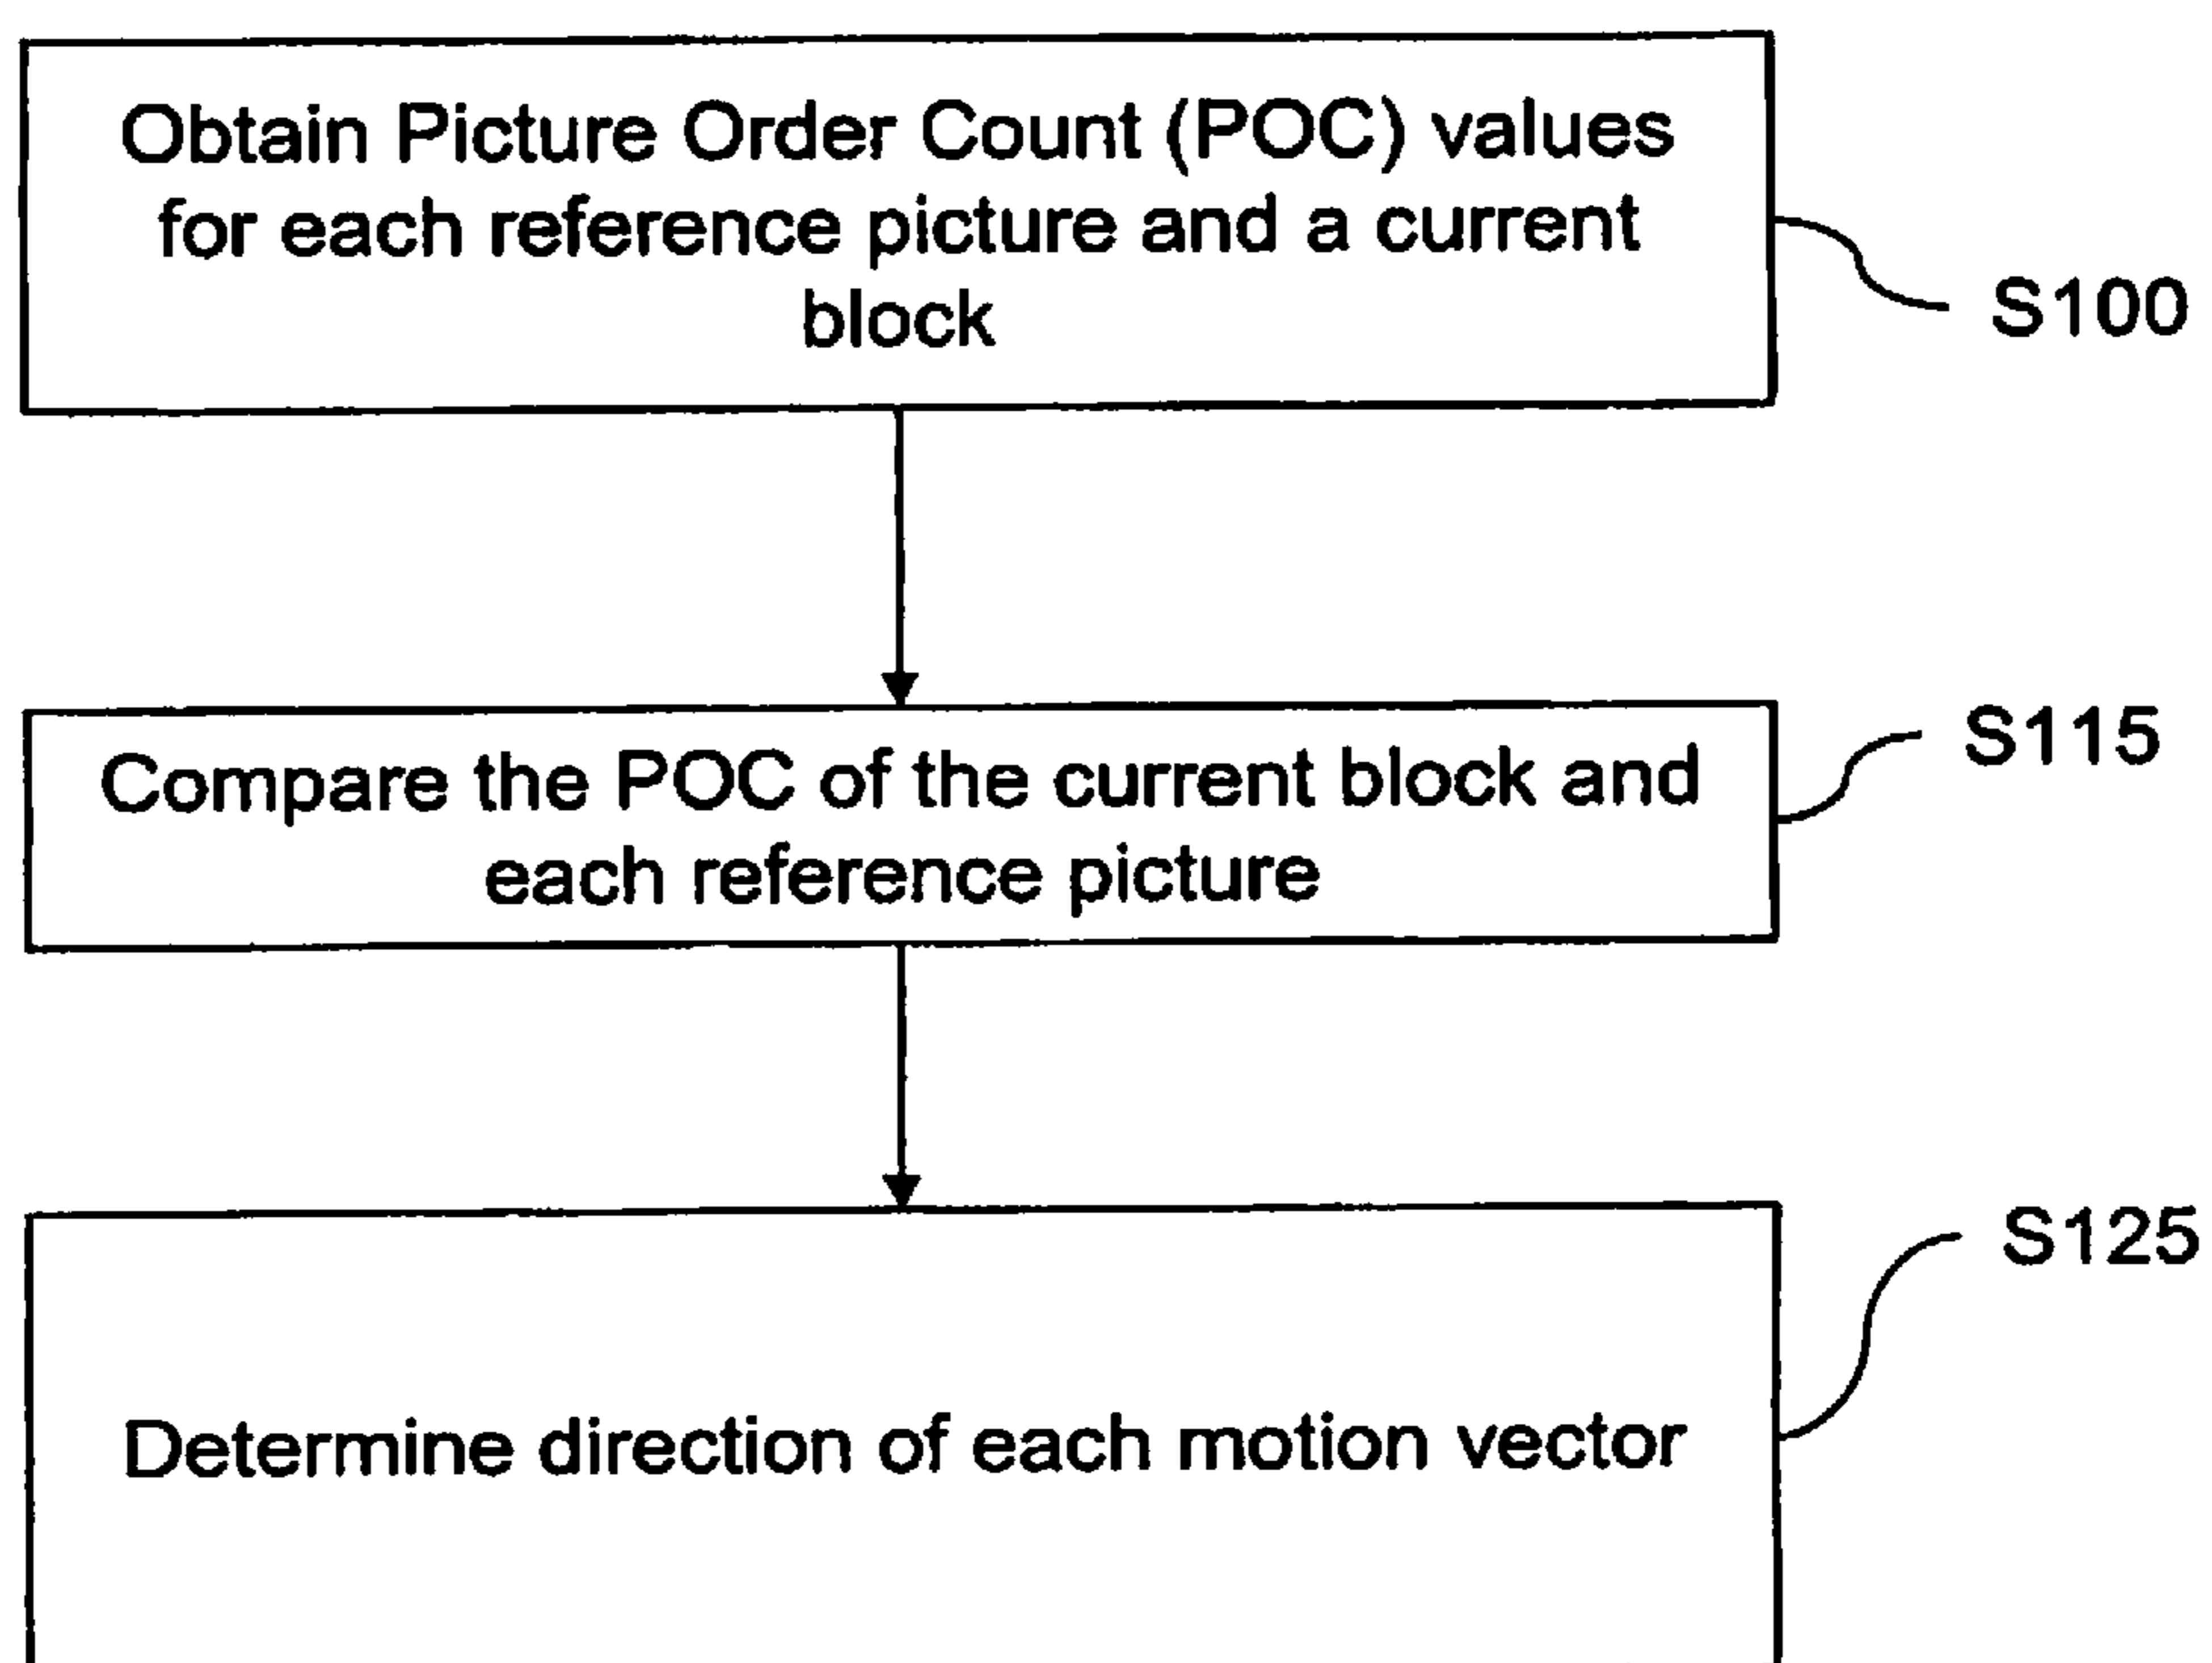 Obtain Picture Order Count (POC) values
for each reference picture and a current
block
S100
S115
Compare the POC of the current block and
each reference picture
S125
Determine direction of each motion vector